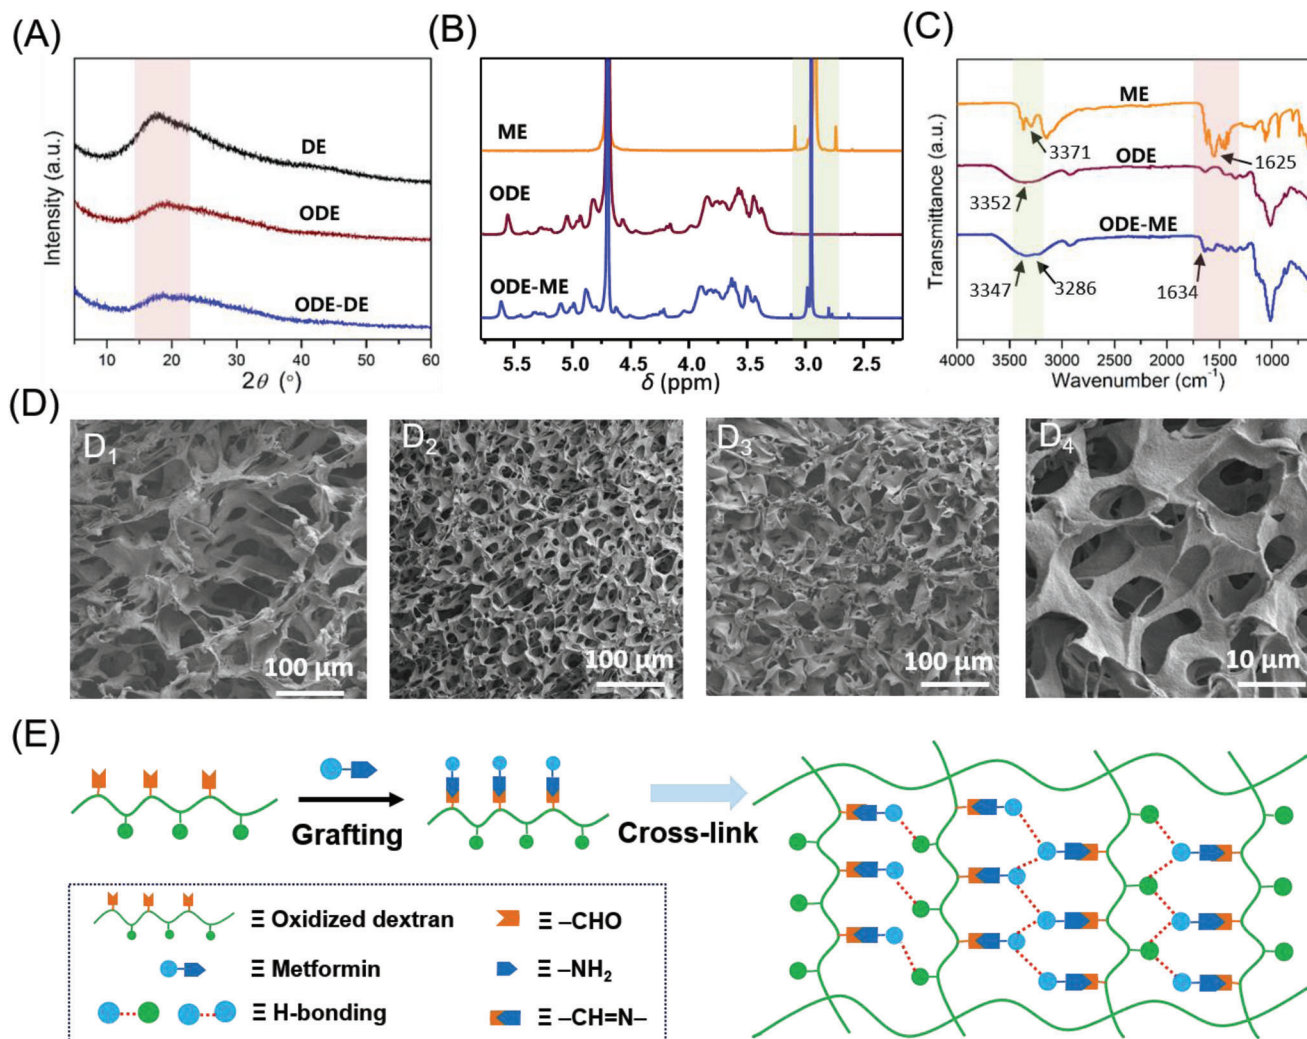 (A)
Intensity (a.u.)
DE
ODE
ODE-DE
10 20 30 40 50 60
2θ (°)
(B)
ME
ODE
ODE-ME
5.5 5.0 4.5 4.0 3.5 3.0 2.5
δ (ppm)
(C)
Transmittance (a.u.)
ME
3371
1625
ODE
3352
ODE-ME
3347
3286
1634
4000 3500 3000 2500 2000 1500 1000
Wavenumber (cm⁻¹)
(D)
D₁
100 μm
D₂
100 μm
D₃
100 μm
D₄
10 μm
(E)
Grafting
Cross-link
Ξ Oxidized dextran
Ξ –CHO
Ξ Metformin
Ξ –NH₂
Ξ H-bonding
Ξ –CH=N–